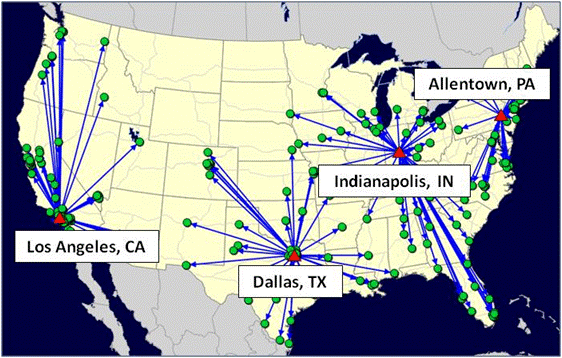 Allentown, PA
Indianapolis, IN
Los Angeles, CA
Dallas, TX